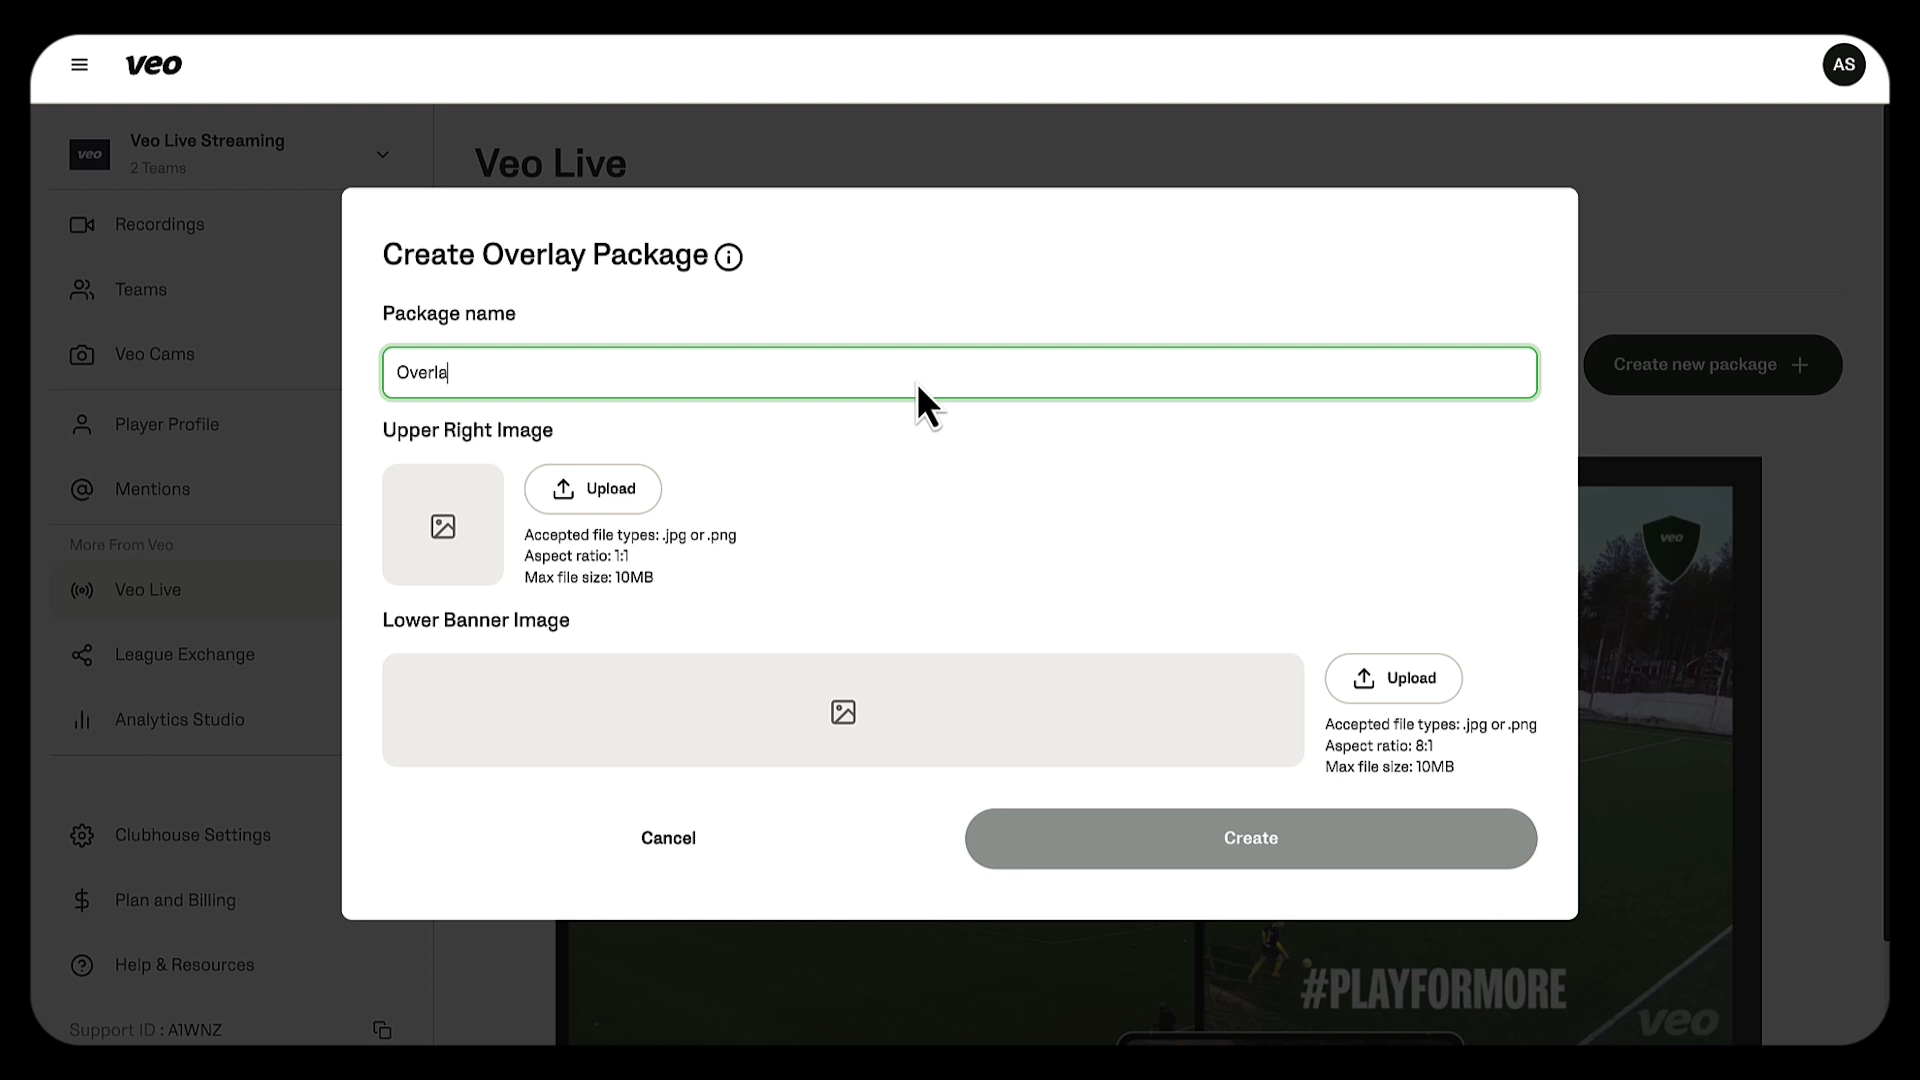 veo
AS
veo
Veo Live Streaming
2 Teams
Recordings
Teams
Veo Cams
Player Profile
Mentions
More From Veo
Veo Live
League Exchange
Analytics Studio
Clubhouse Settings
Plan and Billing
Help & Resources
Support ID : A1WNZ
Veo Live
Create new package
Create Overlay Package
Package name
Overla
Upper Right Image
Upload
Accepted file types: .jpg or .png
Aspect ratio: 1:1
Max file size: 10MB
Lower Banner Image
Upload
Accepted file types: .jpg or .png
Aspect ratio: 8:1
Max file size: 10MB
Cancel
Create
veo
#PLAYFORMORE
veo